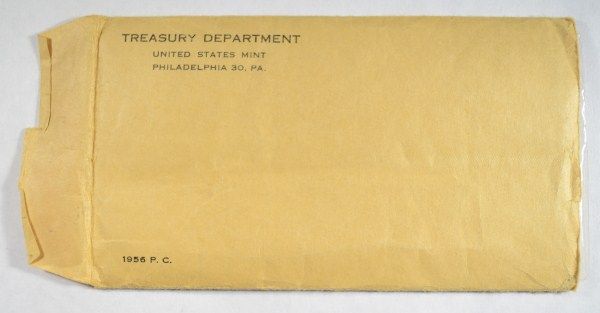 TREASURY DEPARTMENT
UNITED STATES MINT
PHILADELPHIA 30, PA.
1956 P. C.